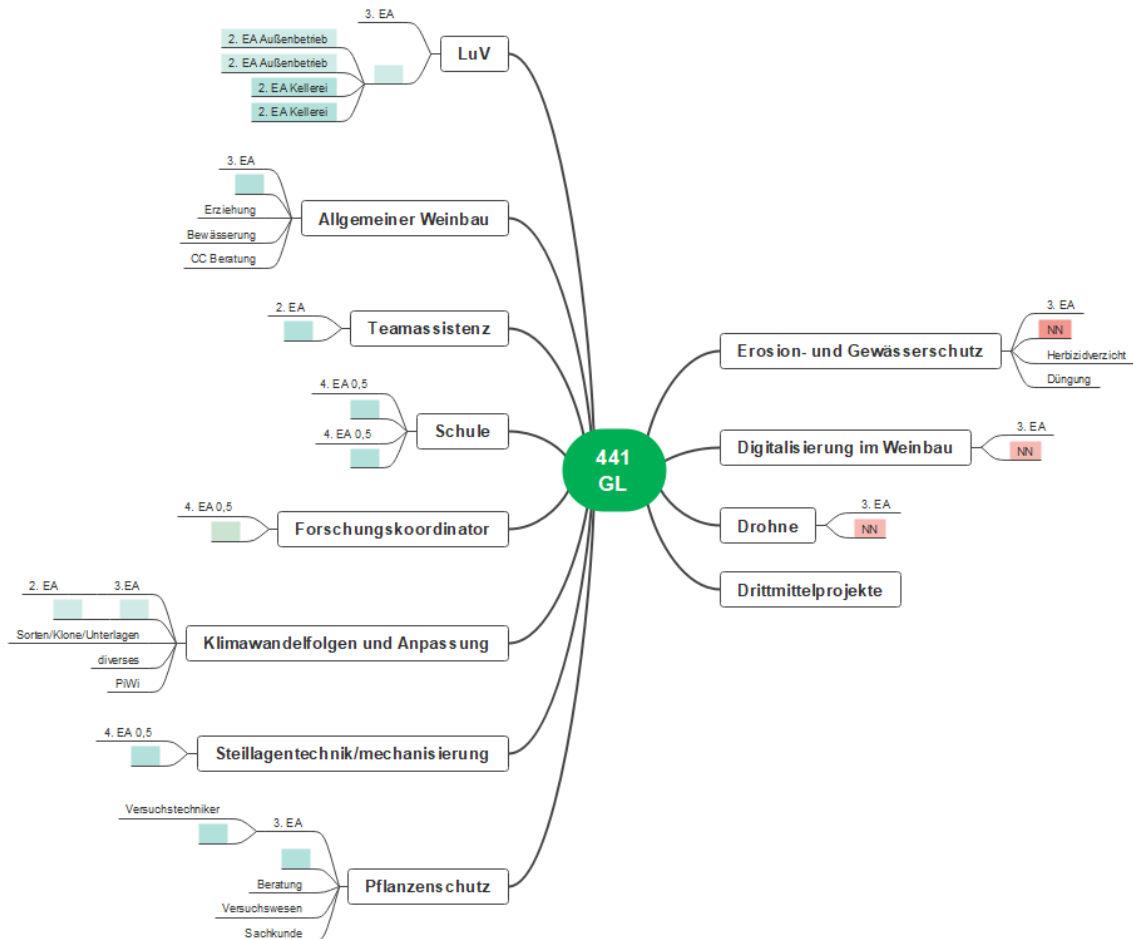 3. EA
LuV
2. EA Außenbetrieb
2. EA Außenbetrieb
2. EA Kellerei
2. EA Kellerei
3. EA
Erziehung
Allgemeiner Weinbau
Bewässerung
CC Beratung
2. EA
Teamassistenz
4. EA 0,5
4. EA 0,5
Schule
4. EA 0,5
Forschungskoordinator
2. EA
3.EA
Sorten/Klone/Unterlagen
Klimawandelfolgen und Anpassung
diverses
PiWi
4. EA 0,5
Steillagentechnik/mechanisierung
Versuchstechniker
3. EA
Beratung
Pflanzenschutz
Versuchswesen
Sachkunde
441
GL
Erosion- und Gewässerschutz
3. EA
NN
Herbizidverzicht
Düngung
Digitalisierung im Weinbau
3. EA
NN
Drohne
3. EA
NN
Drittmittelprojekte